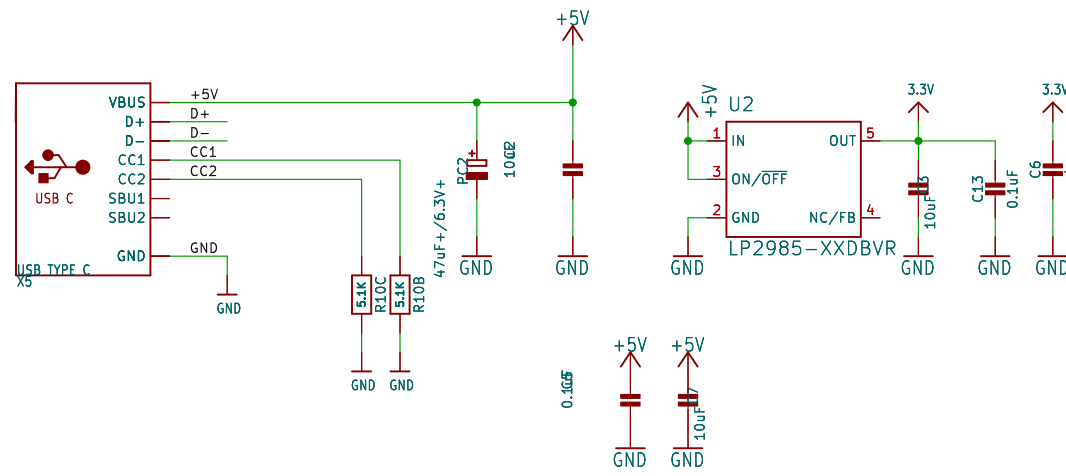 +5V
VBUS
+5V
D+
D+
D-
D-
CC1
CC1
CC2
CC2
SBU1
SBU2
GND
GND
USB C
USB TYPE C
X5
GND
5.1K
R10C
GND
5.1K
R10B
GND
PC2
47uF+/6.3V+
GND
GND
+5V
U2
1
IN
OUT
5
3
ON/OFF
2
GND
NC/FB
4
LP2985-XXDBVR
GND
3.3V
10uF
GND
C13
0.1uF
GND
3.3V
C6
GND
+5V
GND
+5V
10uF
GND